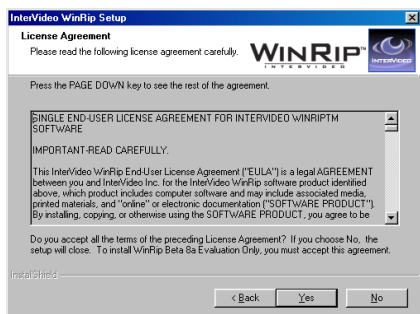 InterVideo WinRip Setup
License Agreement
Please read the following license agreement carefully.
WINRIP™
INTERVIDEO
INTERVIDEO
Press the PAGE DOWN key to see the rest of the agreement.
SINGLE END-USER LICENSE AGREEMENT FOR INTERVIDEO WINRIPTM
SOFTWARE
IMPORTANT-READ CAREFULLY.
This InterVideo WinRip End-User License Agreement ("EULA") is a legal AGREEMENT
between you and InterVideo Inc. for the InterVideo WinRip software product identified
above, which product includes computer software and may include associated media,
printed materials, and "online" or electronic documentation ("SOFTWARE PRODUCT").
By installing, copying, or otherwise using the SOFTWARE PRODUCT, you agree to be
Do you accept all the terms of the preceding License Agreement? If you choose No, the
setup will close. To install WinRip Beta 8a Evaluation Only, you must accept this agreement.
InstallShield
< Back
Yes
No